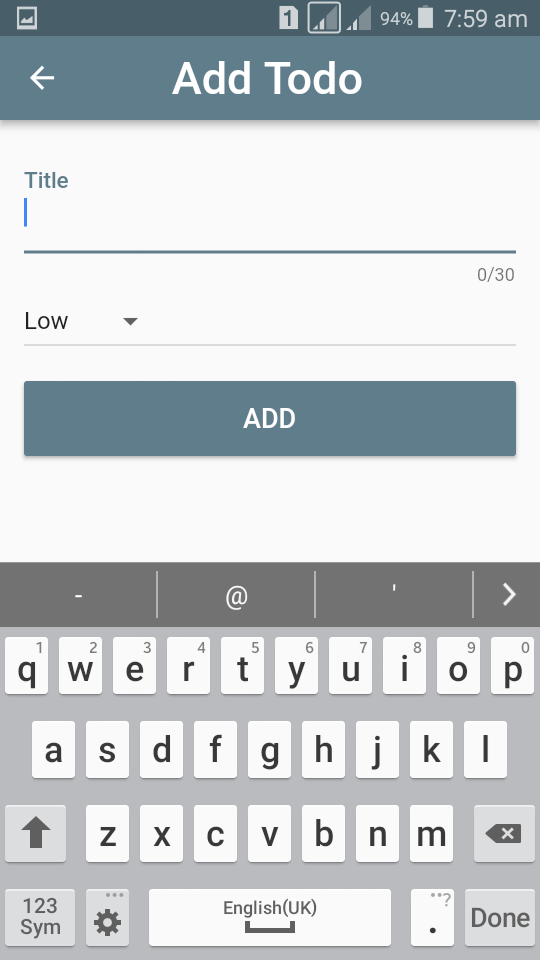 1 94% 7:59 am
Add Todo
Title
0/30
Low
ADD
- @ '
1 2 3 4 5 6 7 8 9 0
q w e r t y u i o p
a s d f g h j k l
z x c v b n m
123
Sym
English(UK)
. ?
Done